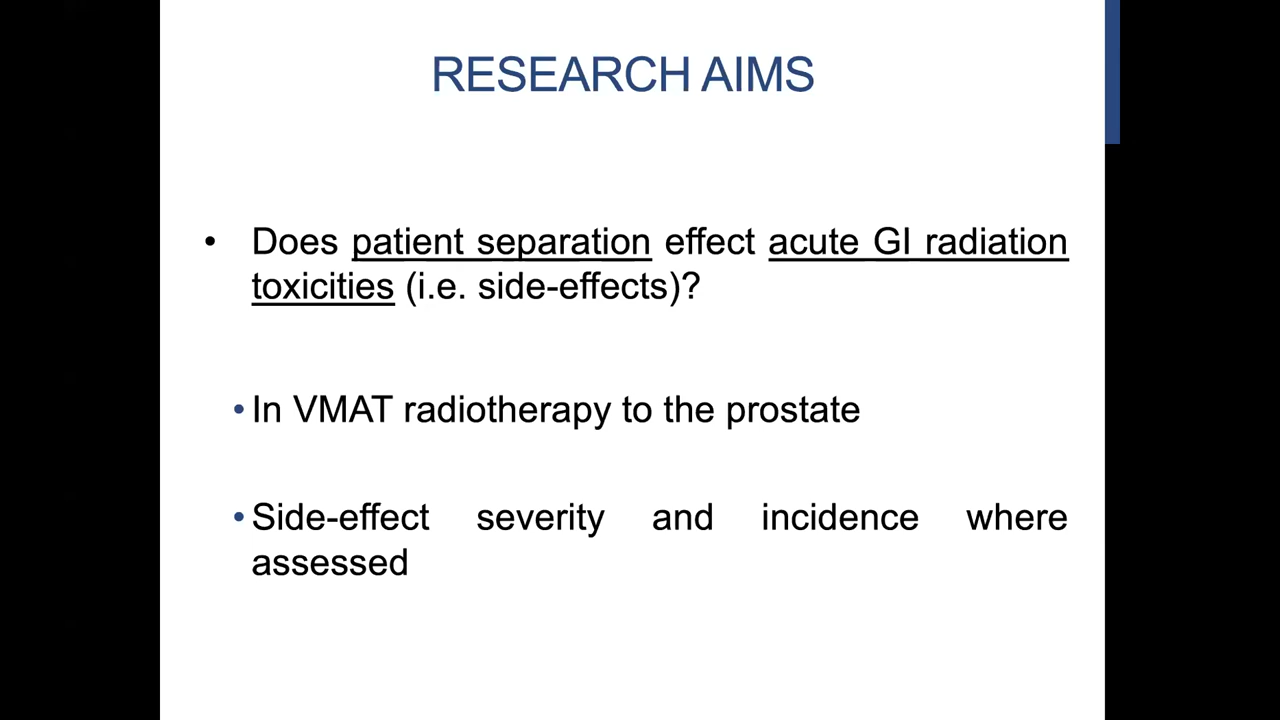 RESEARCH AIMS
• Does patient separation effect acute GI radiation
toxicities (i.e. side-effects)?
• In VMAT radiotherapy to the prostate
• Side-effect severity and incidence where
assessed